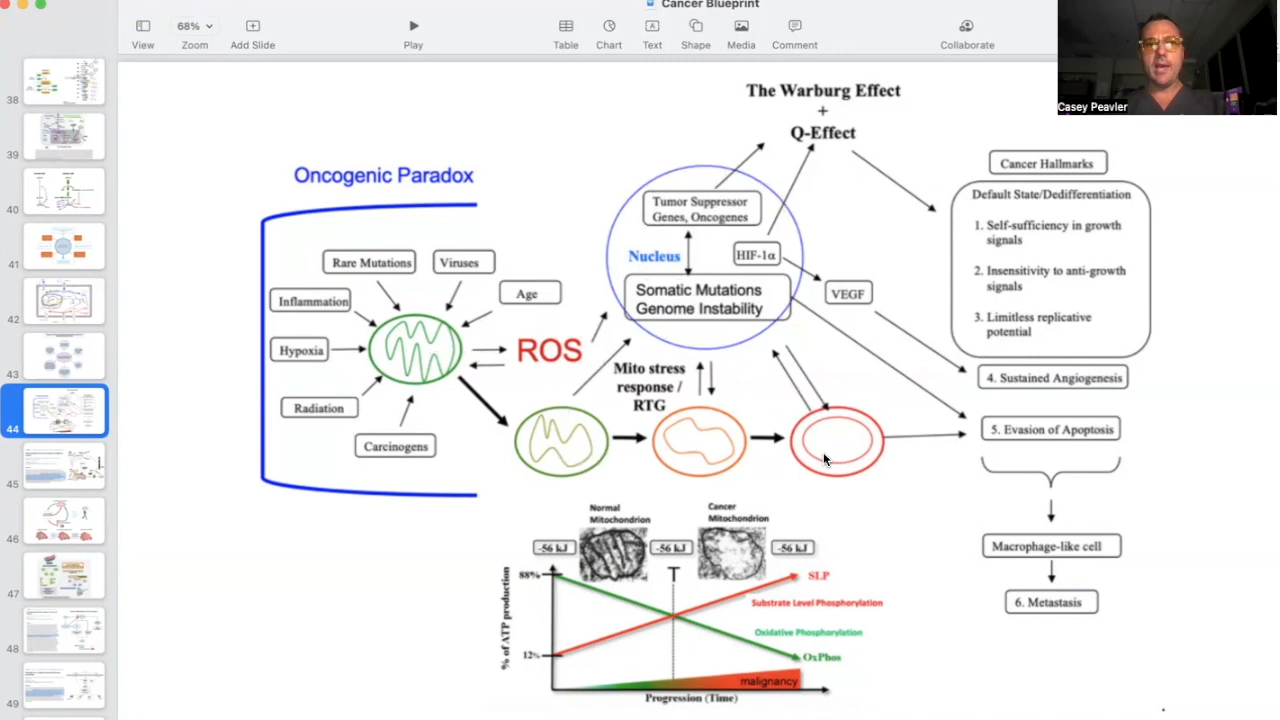 Cancer Blueprint
68%
View
Zoom
Add Slide
Play
Table
Chart
Text
Shape
Media
Comment
Collaborate
Casey Peavler
38
39
40
41
42
43
44
45
46
47
48
49
The Warburg Effect
+
Q-Effect
Oncogenic Paradox
Rare Mutations
Viruses
Inflammation
Age
Hypoxia
ROS
Radiation
Carcinogens
Tumor Suppressor
Genes, Oncogenes
Nucleus
HIF-1α
Somatic Mutations
Genome Instability
VEGF
Mito stress
response /
RTG
Cancer Hallmarks
Default State/Dedifferentiation
1. Self-sufficiency in growth
signals
2. Insensitivity to anti-growth
signals
3. Limitless replicative
potential
4. Sustained Angiogenesis
5. Evasion of Apoptosis
Macrophage-like cell
6. Metastasis
Normal
Mitochondrion
Cancer
Mitochondrion
-56 kJ
-56 kJ
-56 kJ
88%
T
SLP
Substrate Level Phosphorylation
Oxidative Phosphorylation
OxPhos
12%
% of ATP production
malignancy
Progression (Time)